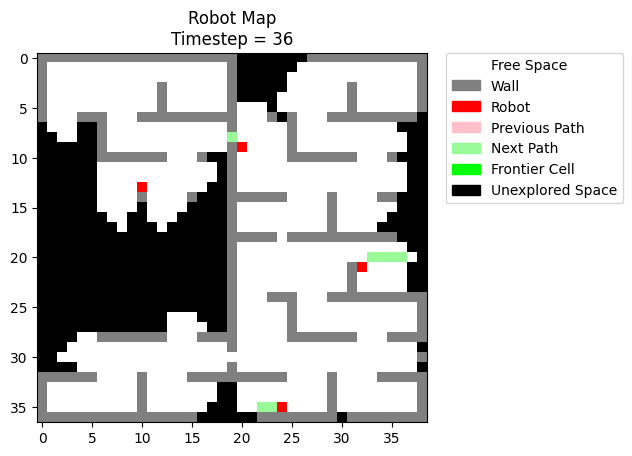 Robot Map
Timestep = 36
0
5
10
15
20
25
30
35
0
5
10
15
20
25
30
35
Free Space
Wall
Robot
Previous Path
Next Path
Frontier Cell
Unexplored Space